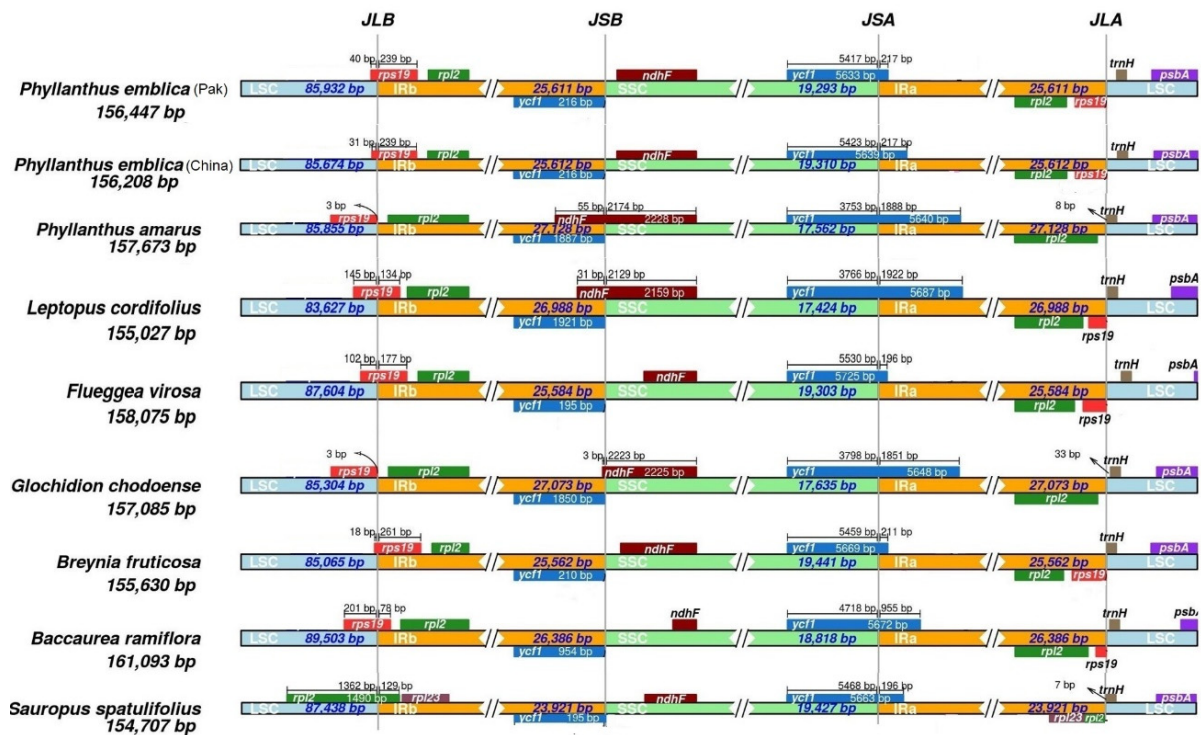 JLB JSB JSA JLA
40 bp 239 bp 5417 bp 217 bp
rps19 rpl2 ndhF ycf1 5633 bp trnH psbA
Phyllanthus emblica (Pak) LSC 85,932 bp IRb 25,611 bp SSC 19,293 bp IRa 25,611 bp LSC
156,447 bp ycf1 216 bp rpl2 rps19
31 bp 239 bp 5423 bp 217 bp
rps19 rpl2 ndhF ycf1 5639 bp trnH psbA
Phyllanthus emblica (China) LSC 85,674 bp IRb 25,612 bp SSC 19,310 bp IRa 25,612 bp LSC
156,208 bp ycf1 216 bp rpl2 rps19
3 bp 55 bp 2174 bp 3753 bp 1888 bp 8 bp
rps19 rpl2 ndhF 2228 bp ycf1 5640 bp trnH psbA
Phyllanthus amarus LSC 85,855 bp IRb 27,128 bp SSC 17,562 bp IRa 27,128 bp LSC
157,673 bp ycf1 1887 bp rpl2
145 bp 134 bp 31 bp 2129 bp 3766 bp 1922 bp
rps19 rpl2 ndhF 2159 bp ycf1 5687 bp trnH psbA
Leptopus cordifolius LSC 83,627 bp IRb 26,988 bp SSC 17,424 bp IRa 26,988 bp LSC
155,027 bp ycf1 1921 bp rpl2 rps19
102 bp 177 bp 5530 bp 196 bp
rps19 rpl2 ndhF ycf1 5725 bp trnH psbA
Flueggea virosa LSC 87,604 bp IRb 25,584 bp SSC 19,303 bp IRa 25,584 bp LSC
158,075 bp ycf1 195 bp rpl2 rps19
3 bp 3 bp 2223 bp 3798 bp 1851 bp 33 bp
rps19 rpl2 ndhF 2225 bp ycf1 5648 bp trnH psbA
Glochidion chodoense LSC 85,304 bp IRb 27,073 bp SSC 17,635 bp IRa 27,073 bp LSC
157,085 bp ycf1 1850 bp rpl2
18 bp 261 bp 5459 bp 211 bp
rps19 rpl2 ndhF ycf1 5669 bp trnH psbA
Breynia fruticosa LSC 85,065 bp IRb 25,562 bp SSC 19,441 bp IRa 25,562 bp LSC
155,630 bp ycf1 210 bp rpl2 rps19
201 bp 78 bp 4718 bp 955 bp
rps19 rpl2 ndhF ycf1 5672 bp trnH psb
Baccaurea ramiflora LSC 89,503 bp IRb 26,386 bp SSC 18,818 bp IRa 26,386 bp LSC
161,093 bp ycf1 954 bp rpl2 rps19
1362 bp 129 bp 5468 bp 196 bp 7 bp
rpl2 1490 bp rpl23 ndhF ycf1 5663 bp trnH psbA
Sauropus spatulifolius LSC 87,438 bp IRb 23,921 bp SSC 19,427 bp IRa 23,921 bp LSC
154,707 bp ycf1 195 bp rpl23 rpl2